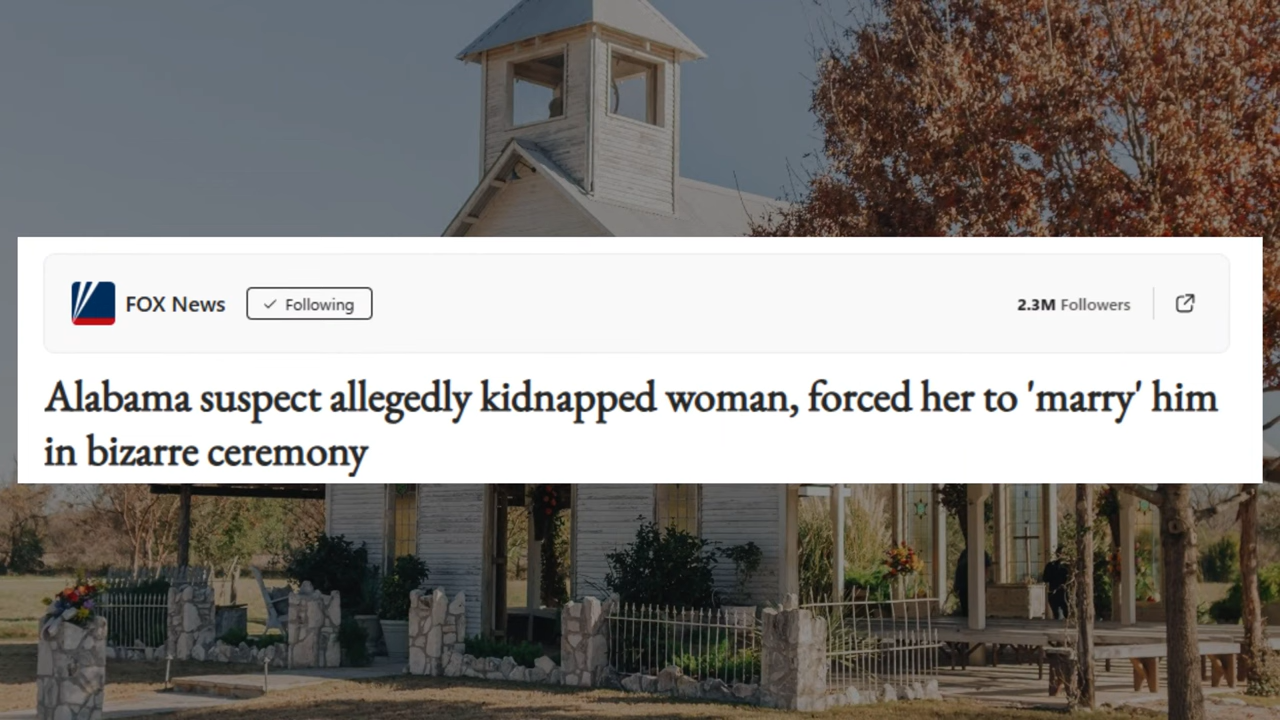 FOX News
Following
2.3M Followers
Alabama suspect allegedly kidnapped woman, forced her to 'marry' him
in bizarre ceremony